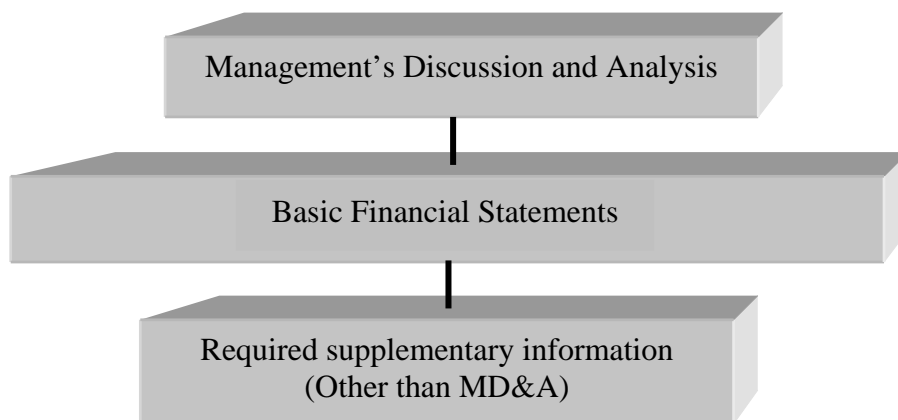 Management’s Discussion and Analysis
Basic Financial Statements
Required supplementary information
(Other than MD&A)